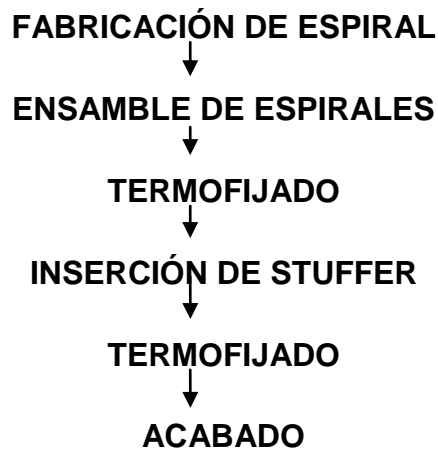 FABRICACIÓN DE ESPIRAL
ENSAMBLE DE ESPIRALES
TERMOFIJADO
INSERCIÓN DE STUFFER
TERMOFIJADO
ACABADO